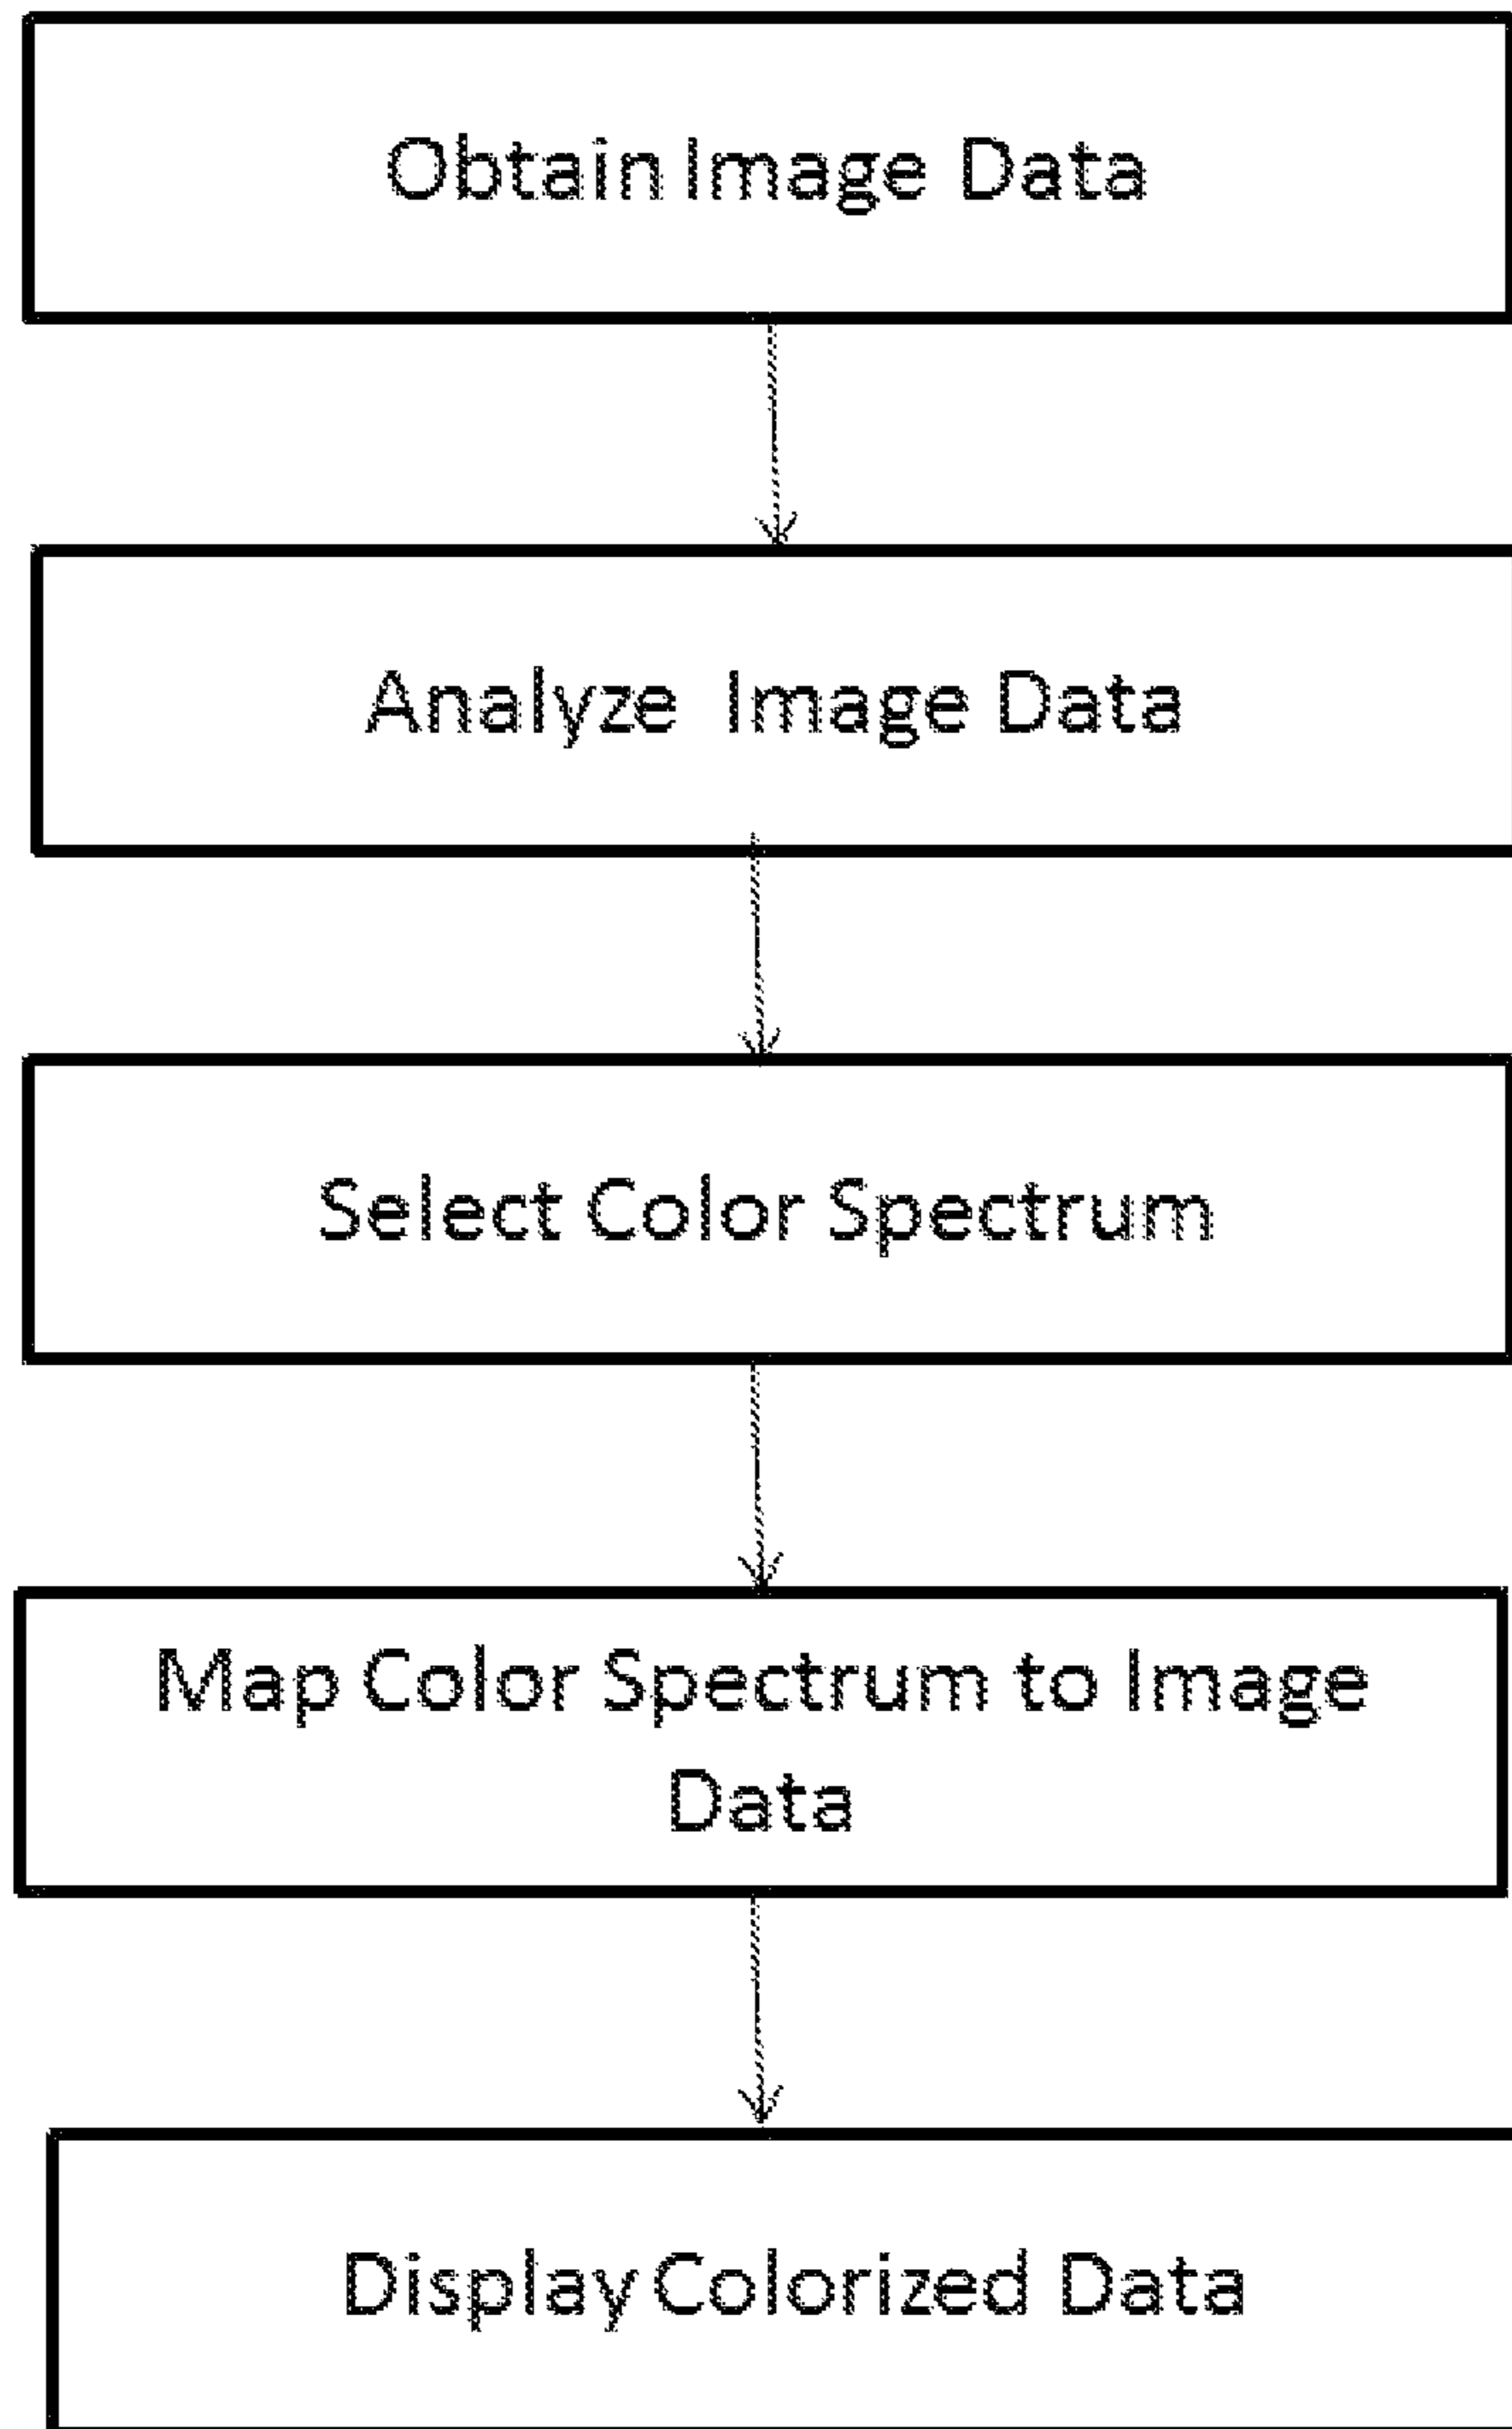 Obtain Image Data
Analyze Image Data
Select Color Spectrum
Map Color Spectrum to Image
Data
Display Colorized Data